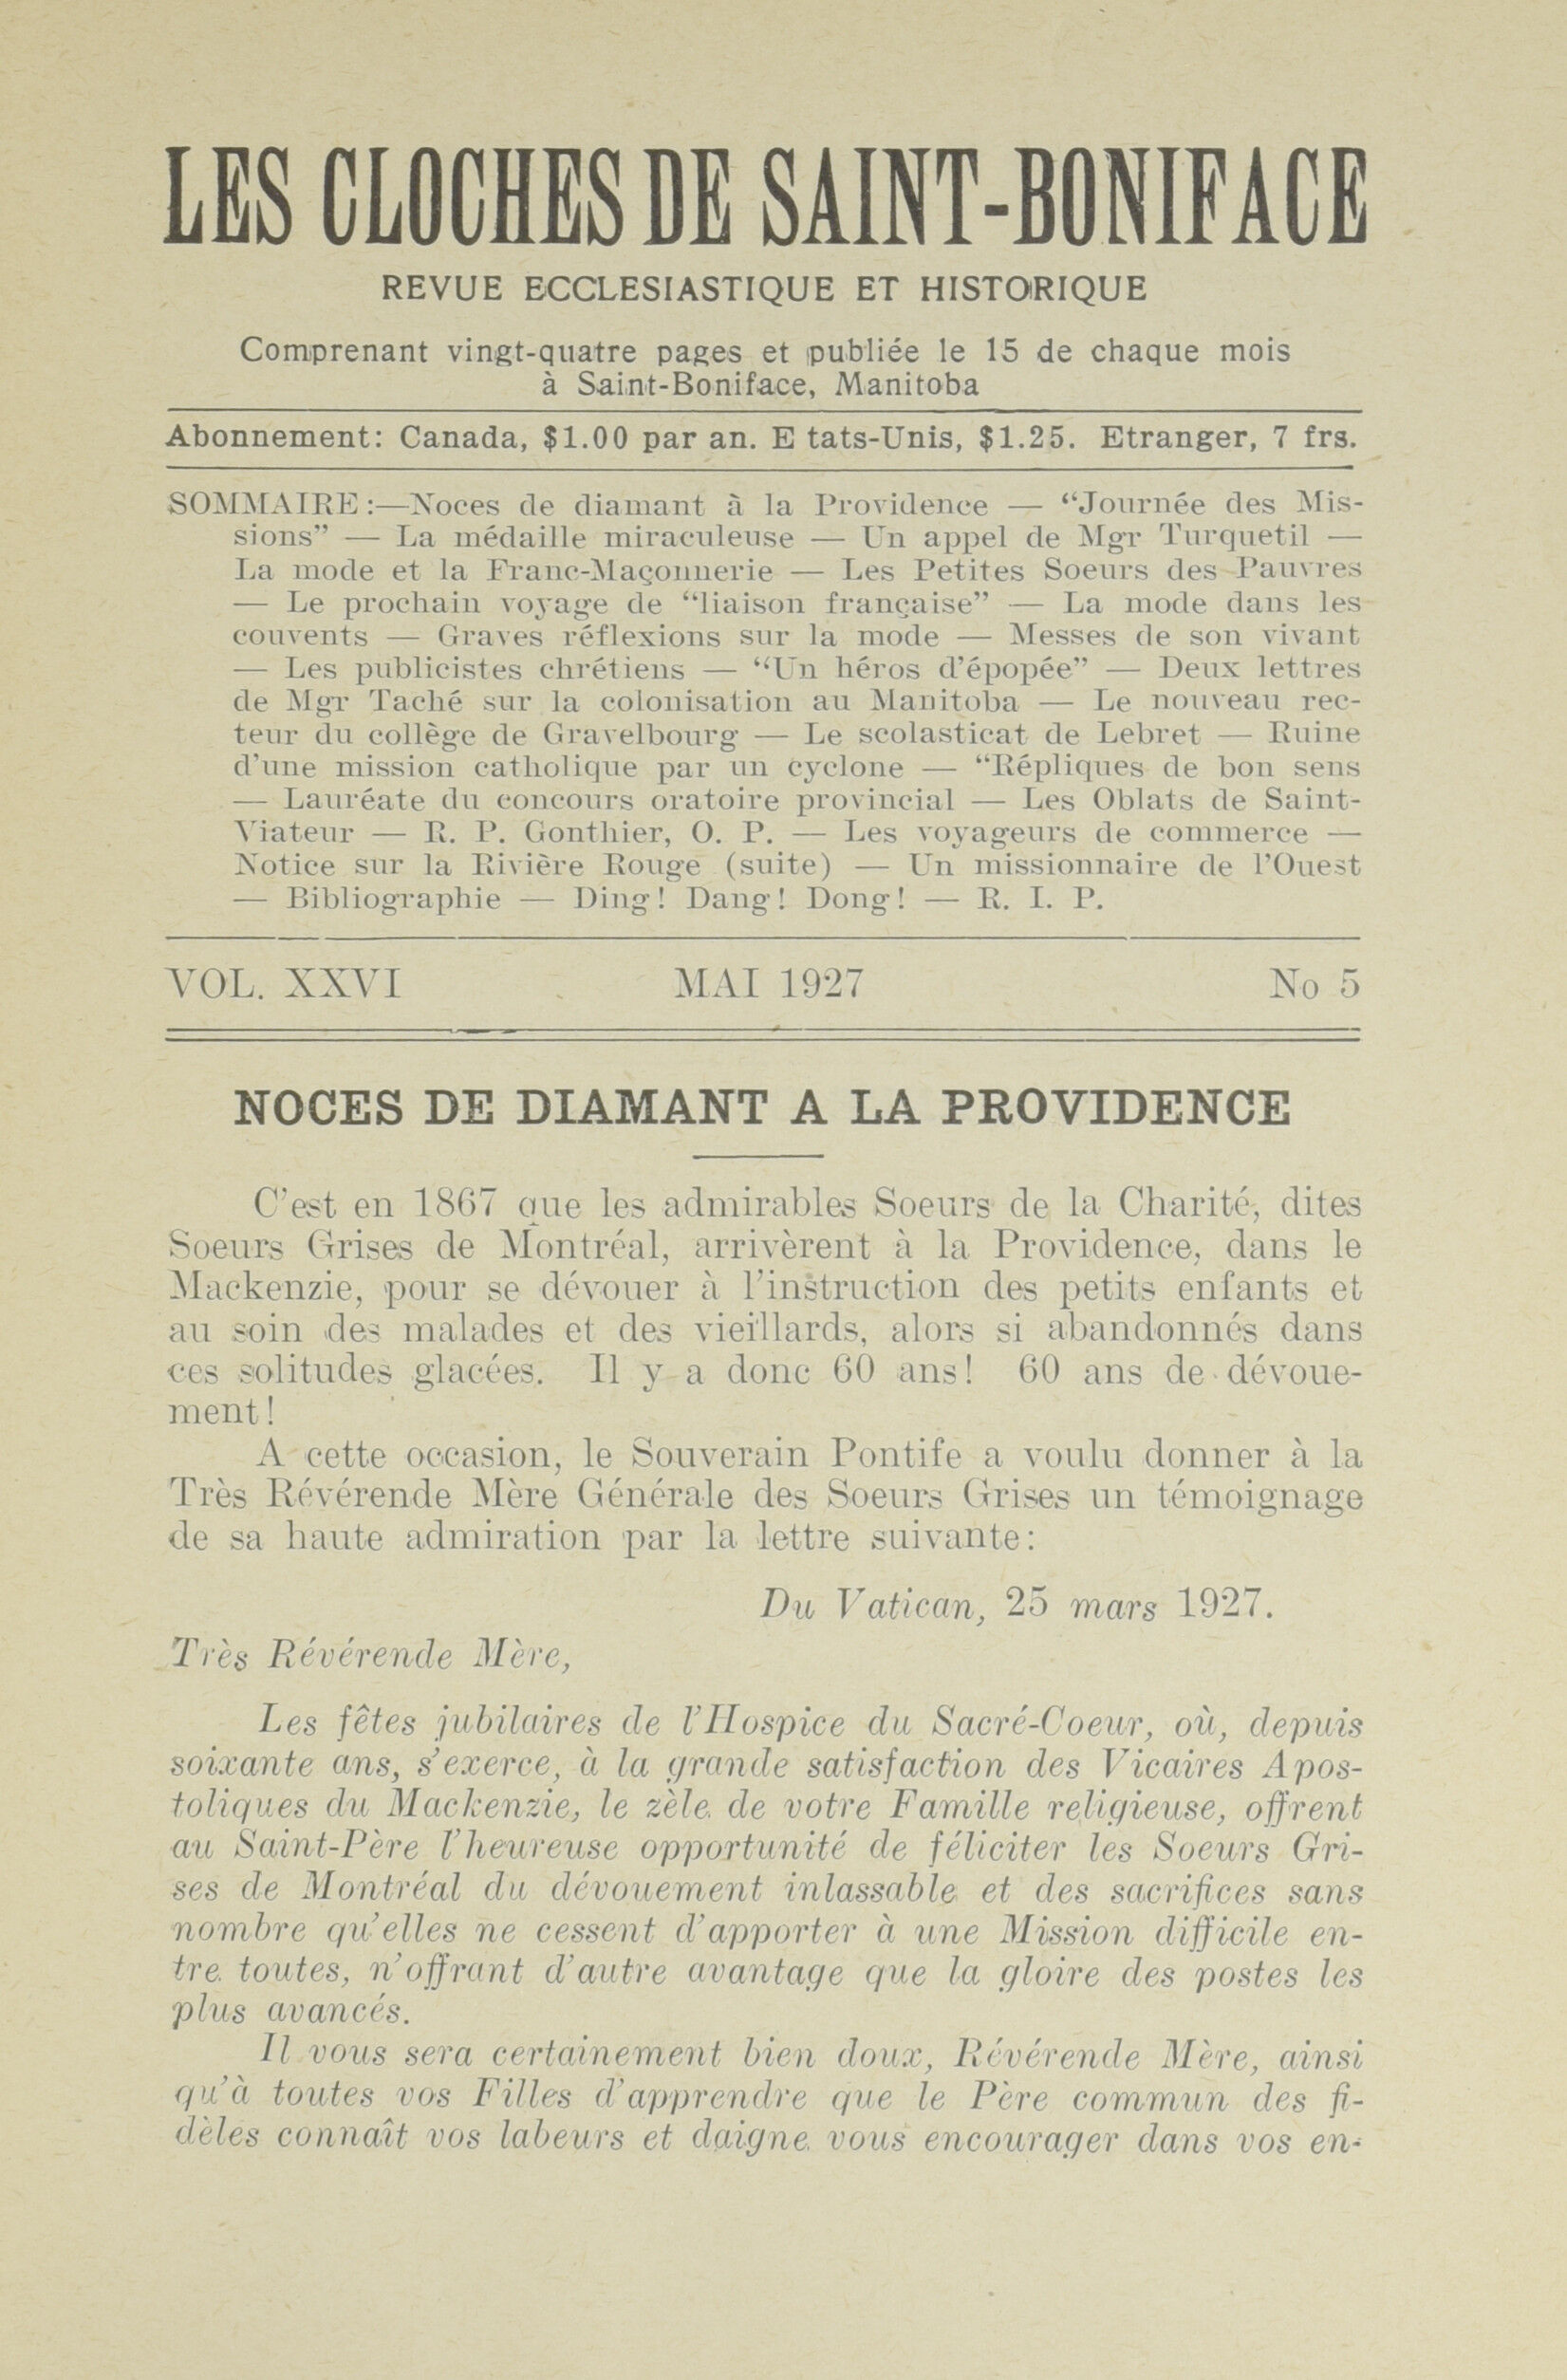 LES CLOCHES DE SAINT-BONIFACE
REVUE ECCLESIASTIQUE ET HISTORIQUE
Comprenant vingt-quatre pages et publiée le 15 de chaque mois
à Saint-Boniface, Manitoba
Abonnement: Canada, $1.00 par an. E tats-Unis, $1.25. Etranger, 7 frs.
SOMMAIRE:—Noces de diamant à la Providence — “Journée des Mis-
sions” — La médaille miraculeuse — Un appel de Mgr Turquetil —
La mode et la Franc-Maçonnerie — Les Petites Soeurs des Pauvres
— Le prochain voyage de “liaison française” — La mode dans les
couvents — Graves réflexions sur la mode — Messes de son vivant
— Les publicistes chrétiens — “Un héros d’épopée” — Deux lettres
de Mgr Taché sur la colonisation au Manitoba — Le nouveau rec-
teur du collège de Gravelbourg — Le scolasticat de Lebret — Ruine
d’une mission catholique par un cyclone — “Répliques de bon sens
— Lauréate du concours oratoire provincial — Les Oblats de Saint-
Viateur — R. P. Gonthier, O. P. — Les voyageurs de commerce —
Notice sur la Rivière Rouge (suite) — Un missionnaire de l’Ouest
— Bibliographie — Ding! Dang! Dong! — R. I. P.
VOL. XXVI MAI 1927 No 5
NOCES DE DIAMANT A LA PROVIDENCE
C’est en 1867 que les admirables Soeurs de la Charité, dites
Soeurs Grises de Montréal, arrivèrent à la Providence, dans le
Mackenzie, pour se dévouer à l’instruction des petits enfants et
au soin des malades et des vieillards, alors si abandonnés dans
ces solitudes glacées. Il y a donc 60 ans! 60 ans de dévoue-
ment!
A cette occasion, le Souverain Pontife a voulu donner à la
Très Révérende Mère Générale des Soeurs Grises un témoignage
de sa haute admiration par la lettre suivante:
Du Vatican, 25 mars 1927.
Très Révérende Mère,
Les fêtes jubilaires de l’Hospice du Sacré-Coeur, où, depuis
soixante ans, s’exerce, à la grande satisfaction des Vicaires Apos-
toliques du Mackenzie, le zèle de votre Famille religieuse, offrent
au Saint-Père l’heureuse opportunité de féliciter les Soeurs Gri-
ses de Montréal du dévouement inlassable et des sacrifices sans
nombre qu’elles ne cessent d’apporter à une Mission difficile en-
tre toutes, n’offrant d’autre avantage que la gloire des postes les
plus avancés.
Il vous sera certainement bien doux, Révérende Mère, ainsi
qu’à toutes vos Filles d’apprendre que le Père commun des fi-
dèles connaît vos labeurs et daigne vous encourager dans vos en-